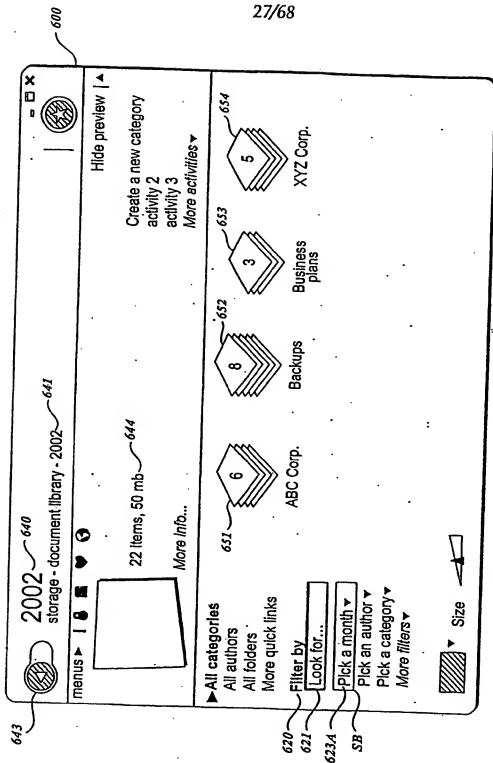 27/68
600
643
2002
640
storage - document library - 2002
641
menus
22 items, 50 mb
644
More Info...
Hide preview |
Create a new category
activity 2
activity 3
More activities
All categories
All authors
All folders
More quick links
620
Filter by
621
Look for...
623A
Pick a month
SB
Pick an author
Pick a category
More filters
Size
651
6
ABC Corp.
652
8
Backups
653
3
Business
plans
654
5
XYZ Corp.